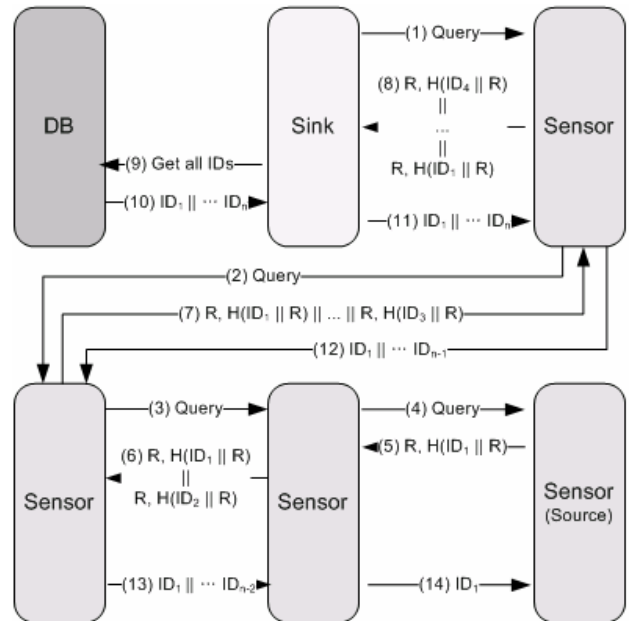 DB
Sink
Sensor
(1) Query
(8) R, H(ID₄ || R)
||
...
||
R, H(ID₁ || R)
(9) Get all IDs
(10) ID₁ || ··· IDₙ
(11) ID₁ || ··· IDₙ
(2) Query
(7) R, H(ID₁ || R) || ... || R, H(ID₃ || R)
(12) ID₁ || ··· IDₙ₋₁
Sensor
(3) Query
Sensor
(4) Query
Sensor
(Source)
(5) R, H(ID₁ || R)
(6) R, H(ID₁ || R)
||
R, H(ID₂ || R)
(13) ID₁ || ··· IDₙ₋₂
(14) ID₁